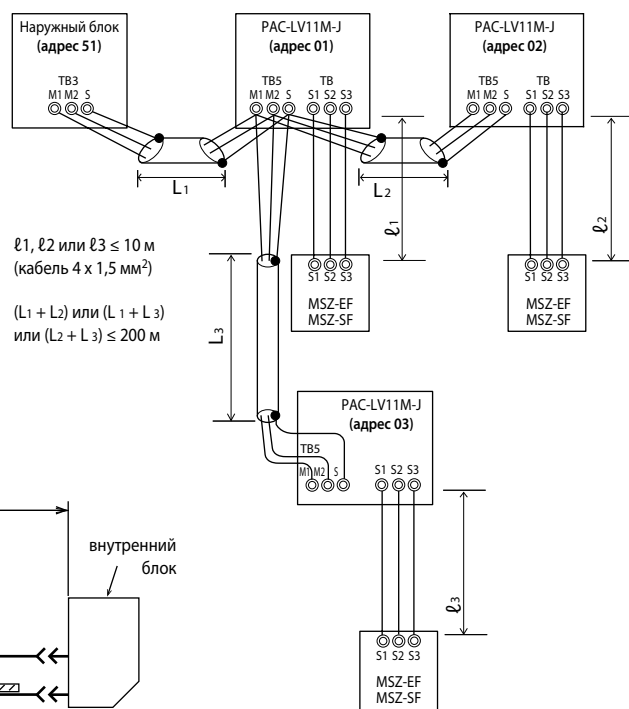 Наружный блок
(адрес 51)
TB3
M1 M2 S
PAC-LV11M-J
(адрес 01)
TB5 TB
M1 M2 S S1 S2 S3
PAC-LV11M-J
(адрес 02)
TB5 TB
M1 M2 S S1 S2 S3
L1
L2
ℓ1
ℓ2
ℓ1, ℓ2 или ℓ3 ≤ 10 м
(кабель 4 x 1,5 мм²)
(L1 + L2) или (L 1 + L 3)
или (L2 + L 3) ≤ 200 м
S1 S2 S3
MSZ-EF
MSZ-SF
S1 S2 S3
MSZ-EF
MSZ-SF
L3
PAC-LV11M-J
(адрес 03)
TB5
M1 M2 S S1 S2 S3
ℓ3
внутренний
блок
S1 S2 S3
MSZ-EF
MSZ-SF